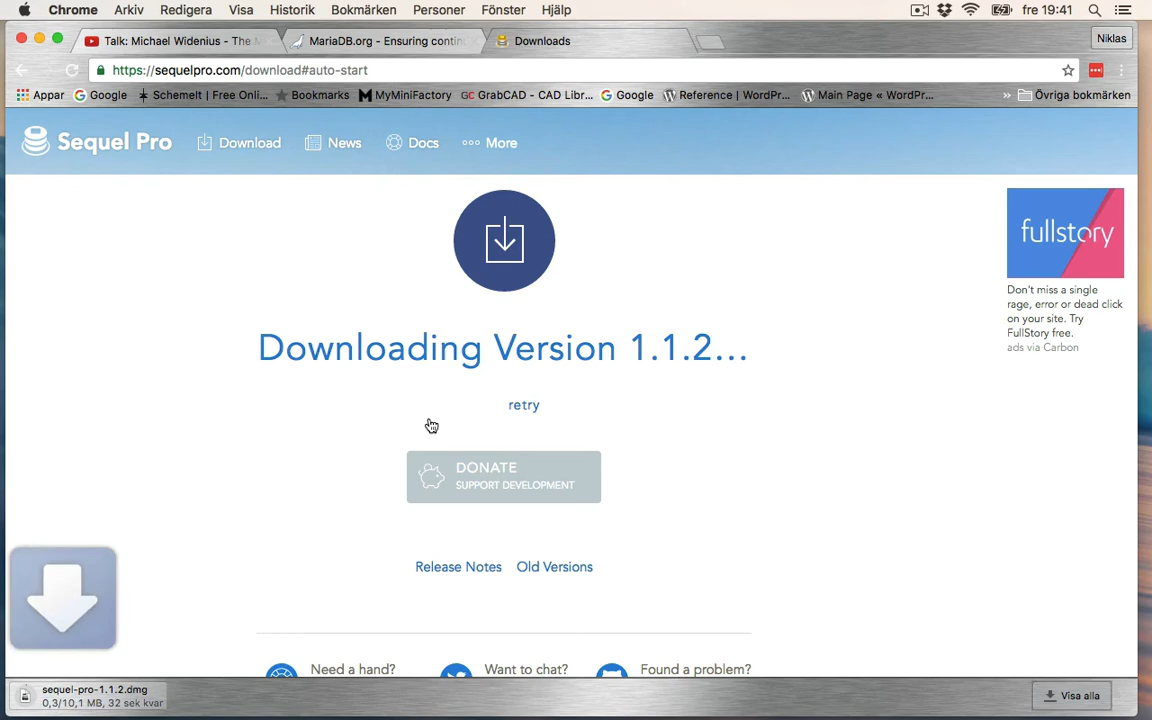 Chrome Arkiv Redigera Visa Historik Bokmärken Personer Fönster Hjälp fre 19:41
Talk: Michael Widenius - The M MariaDB.org - Ensuring contin Downloads Niklas
https://sequelpro.com/download#auto-start
Appar Google Schemelt | Free Onli... Bookmarks MyMiniFactory GC GrabCAD - CAD Libr... Google Reference | WordPr... Main Page « WordPr... » Övriga bokmärken
Sequel Pro Download News Docs More
fullstory
Don't miss a single
rage, error or dead click
on your site. Try
FullStory free.
ads via Carbon
Downloading Version 1.1.2...
retry
DONATE
SUPPORT DEVELOPMENT
Release Notes Old Versions
Need a hand? Want to chat? Found a problem?
sequel-pro-1.1.2.dmg
0,3/10,1 MB, 32 sek kvar
Visa alla